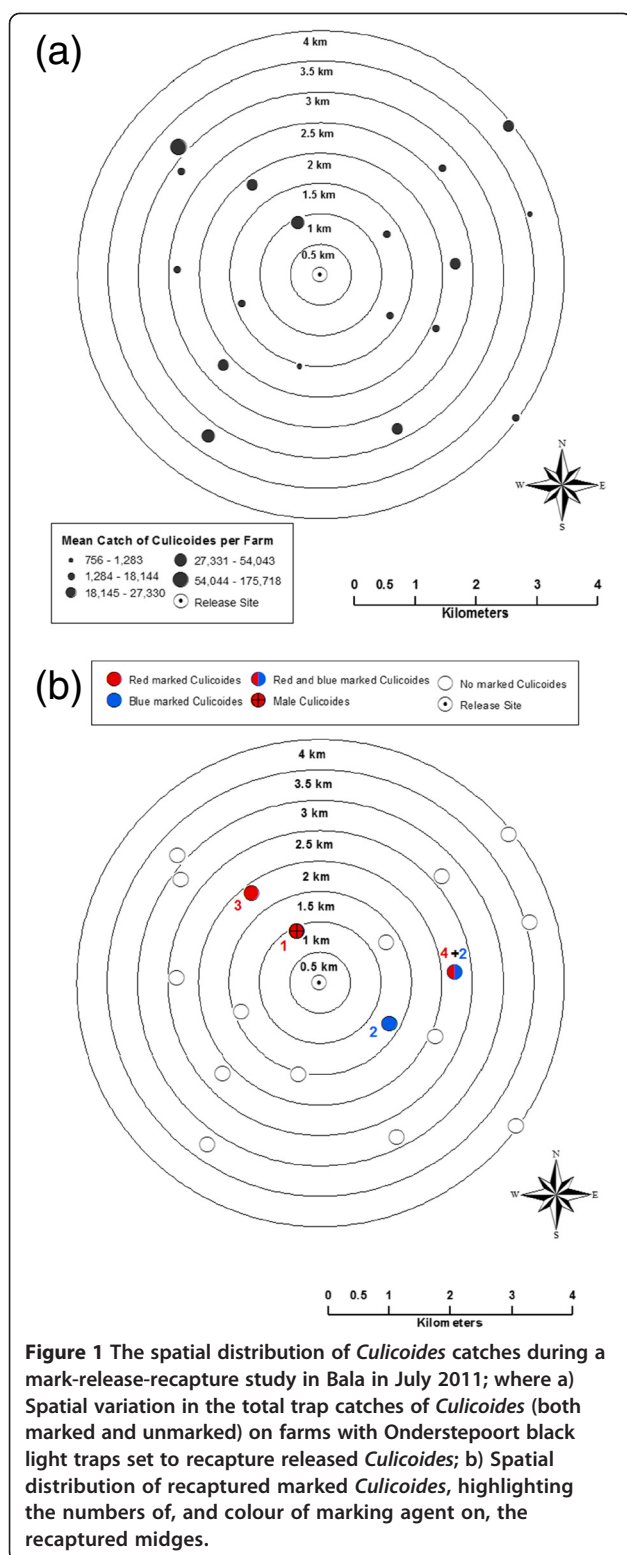 (a)
4 km
3.5 km
3 km
2.5 km
2 km
1.5 km
1 km
0.5 km
N
W E
S
Mean Catch of Culicoides per Farm
756 - 1,283
1,284 - 18,144
18,145 - 27,330
27,331 - 54,043
54,044 - 175,718
Release Site
0 0.5 1 2 3 4
Kilometers
(b)
Red marked Culicoides
Blue marked Culicoides
Red and blue marked Culicoides
Male Culicoides
No marked Culicoides
Release Site
4 km
3.5 km
3 km
2.5 km
2 km
3
1.5 km
1
1 km
4+2
0.5 km
2
N
W E
S
0 0.5 1 2 3 4
Kilometers
Figure 1 The spatial distribution of Culicoides catches during a
mark-release-recapture study in Bala in July 2011; where a)
Spatial variation in the total trap catches of Culicoides (both
marked and unmarked) on farms with Onderstepoort black
light traps set to recapture released Culicoides; b) Spatial
distribution of recaptured marked Culicoides, highlighting
the numbers of, and colour of marking agent on, the
recaptured midges.